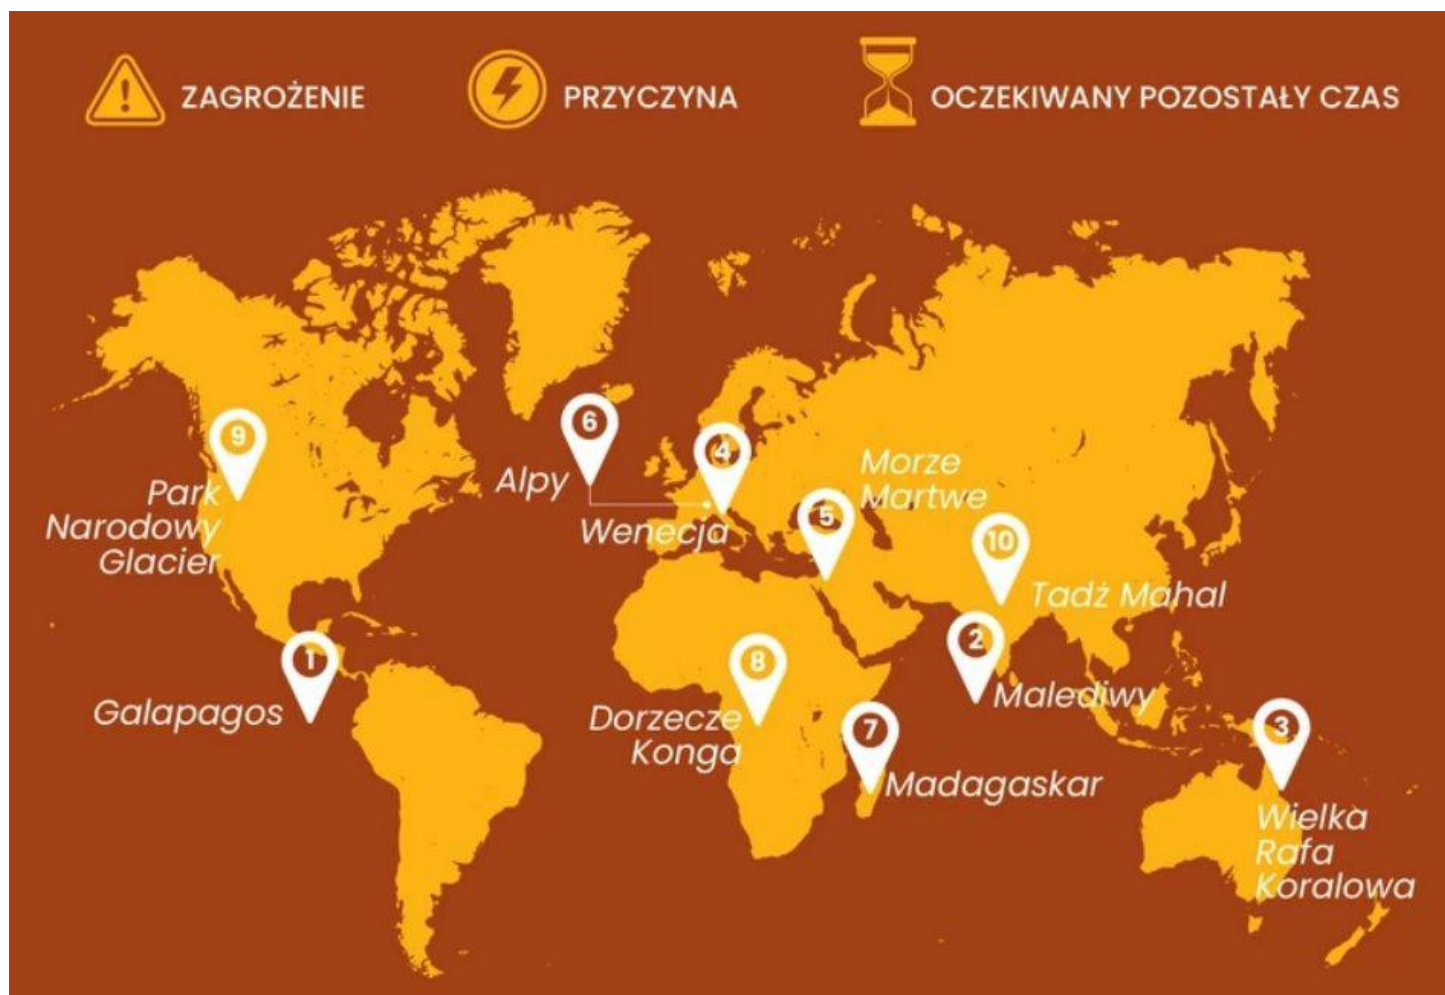 ZAGROŻENIE
PRZYCZYNA
OCZEKIWANY POZOSTAŁY CZAS
9
Park
Narodowy
Glacier
6
Alpy
4
Wenecja
5
Morze
Martwe
10
Tadż Mahal
1
Galapagos
8
Dorzecze
Konga
2
Malediwy
7
Madagaskar
3
Wielka
Rafa
Koralowa